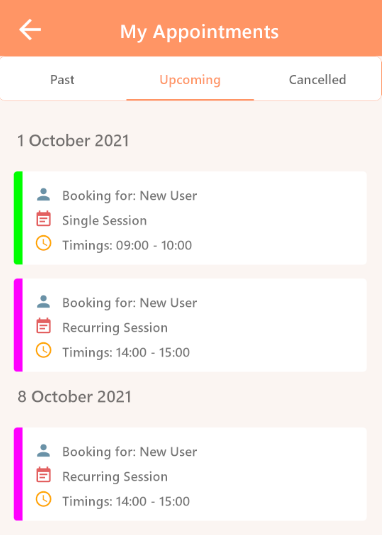 My Appointments
Past Upcoming Cancelled
1 October 2021
Booking for: New User
Single Session
Timings: 09:00 - 10:00
Booking for: New User
Recurring Session
Timings: 14:00 - 15:00
8 October 2021
Booking for: New User
Recurring Session
Timings: 14:00 - 15:00